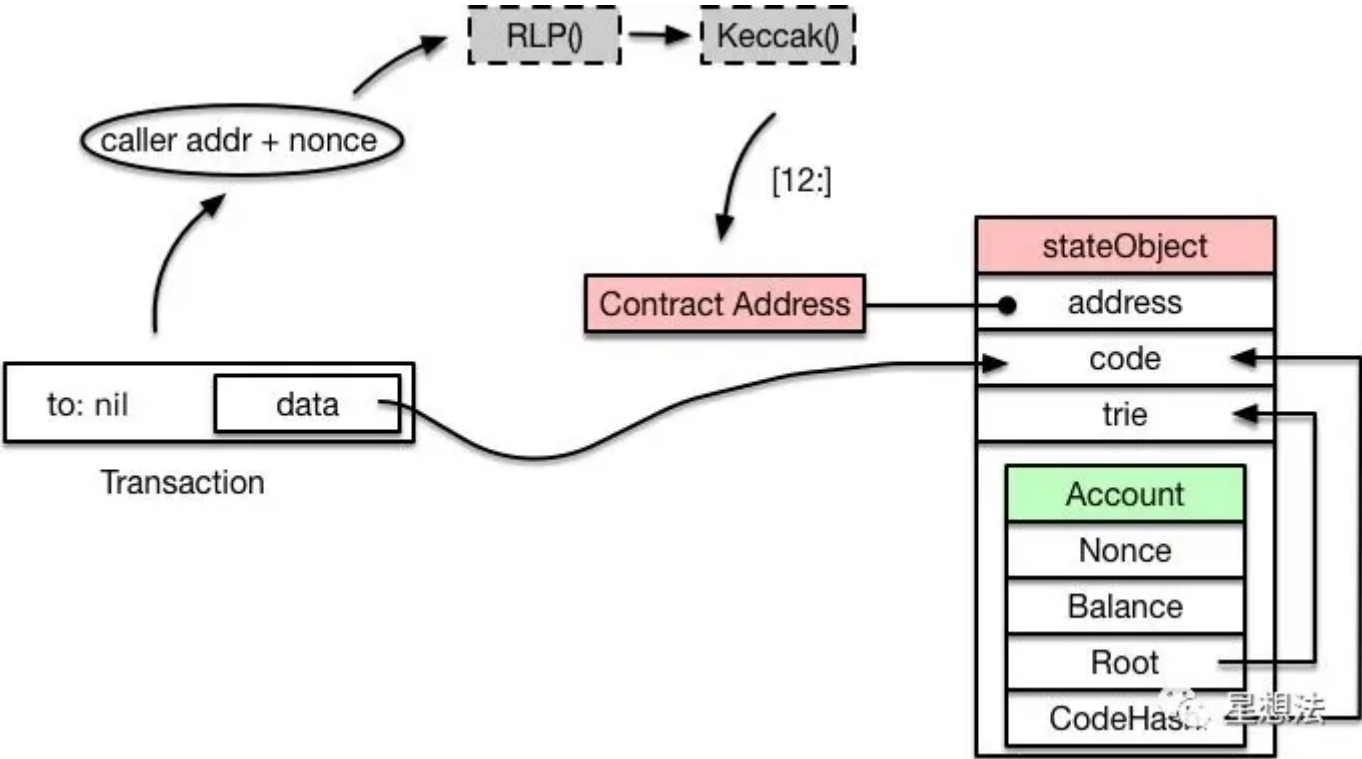 RLP()
Keccak()
caller addr + nonce
[12:]
stateObject
Contract Address
address
code
to: nil
data
trie
Transaction
Account
Nonce
Balance
Root
CodeHash
星想法